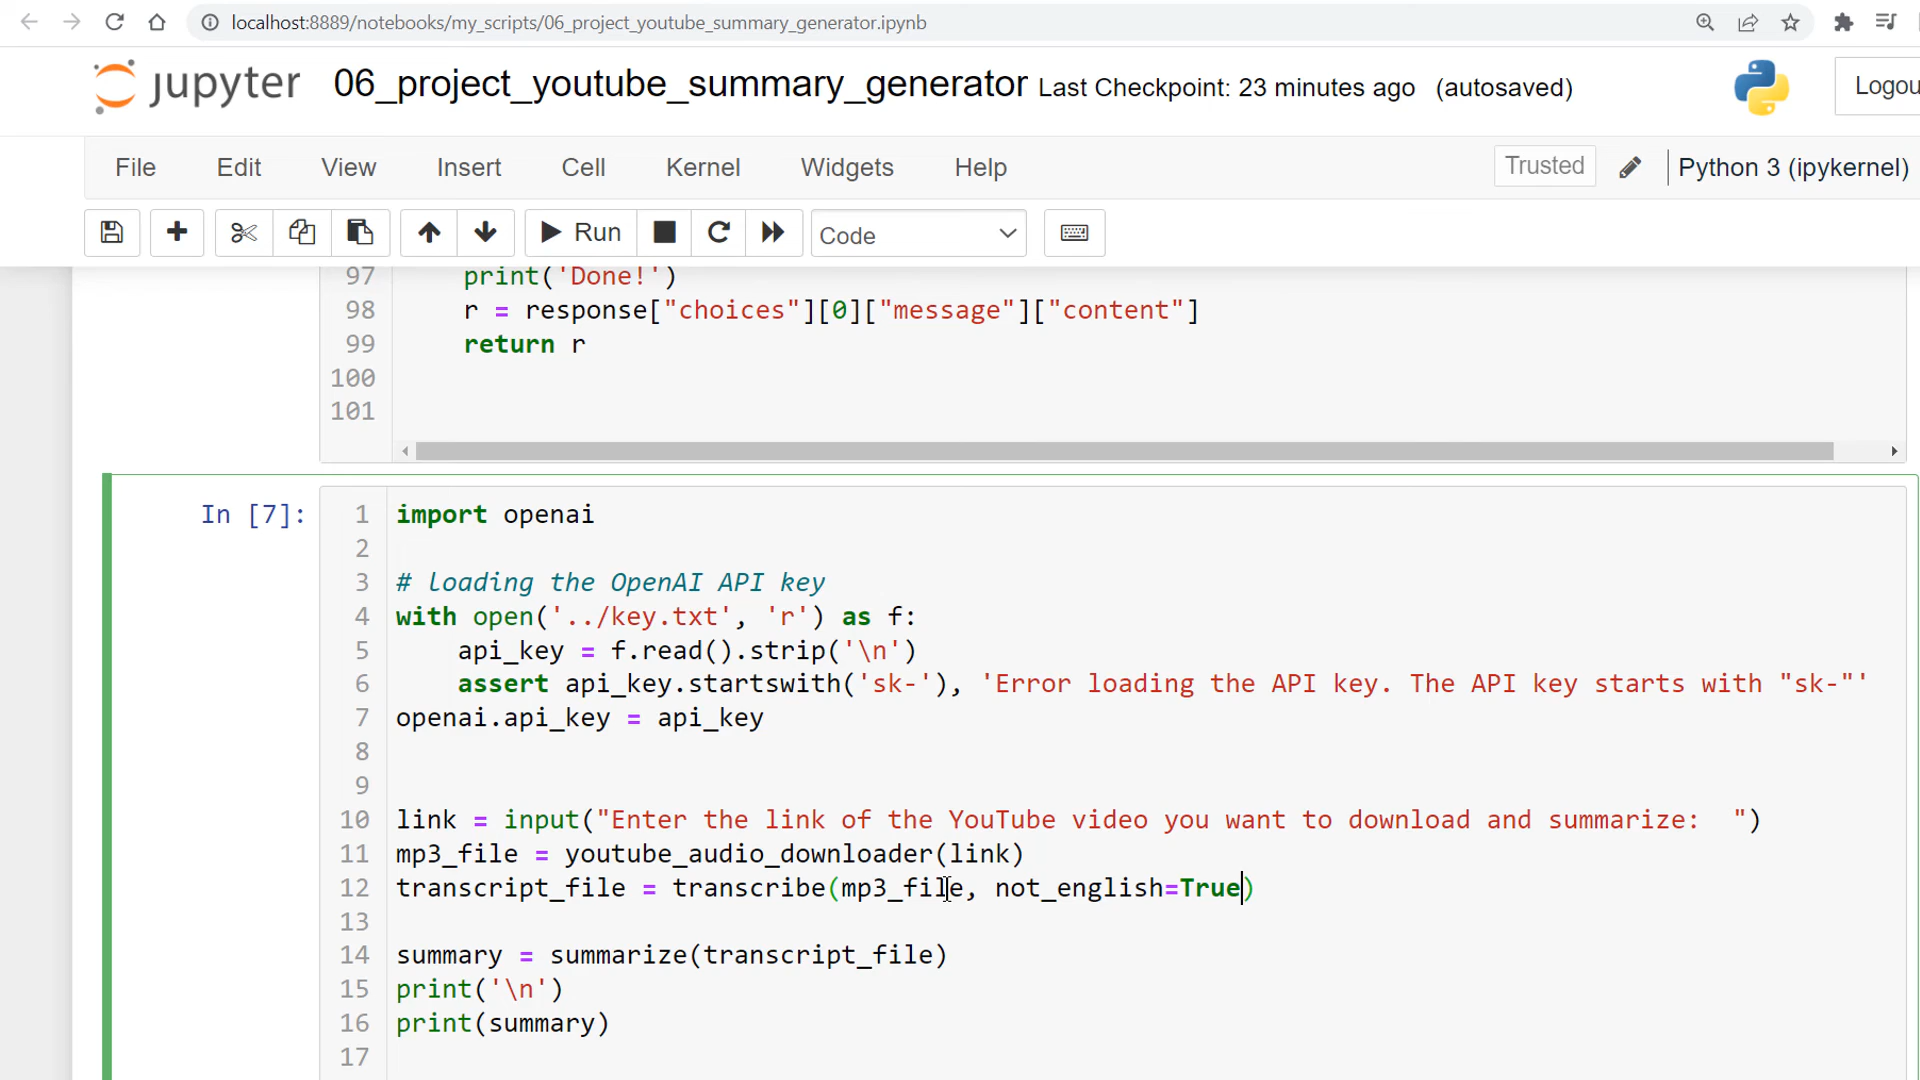 localhost:8889/notebooks/my_scripts/06_project_youtube_summary_generator.ipynb
jupyter 06_project_youtube_summary_generator Last Checkpoint: 23 minutes ago (autosaved)
Logou
File Edit View Insert Cell Kernel Widgets Help Trusted Python 3 (ipykernel)
Run Code
97 print('Done!')
98 r = response["choices"][0]["message"]["content"]
99 return r
100
101
In [7]:
1 import openai
2
3 # loading the OpenAI API key
4 with open('../key.txt', 'r') as f:
5 api_key = f.read().strip('\n')
6 assert api_key.startswith('sk-'), 'Error loading the API key. The API key starts with "sk-"'
7 openai.api_key = api_key
8
9
10 link = input("Enter the link of the YouTube video you want to download and summarize:  ")
11 mp3_file = youtube_audio_downloader(link)
12 transcript_file = transcribe(mp3_file, not_english=True)
13
14 summary = summarize(transcript_file)
15 print('\n')
16 print(summary)
17